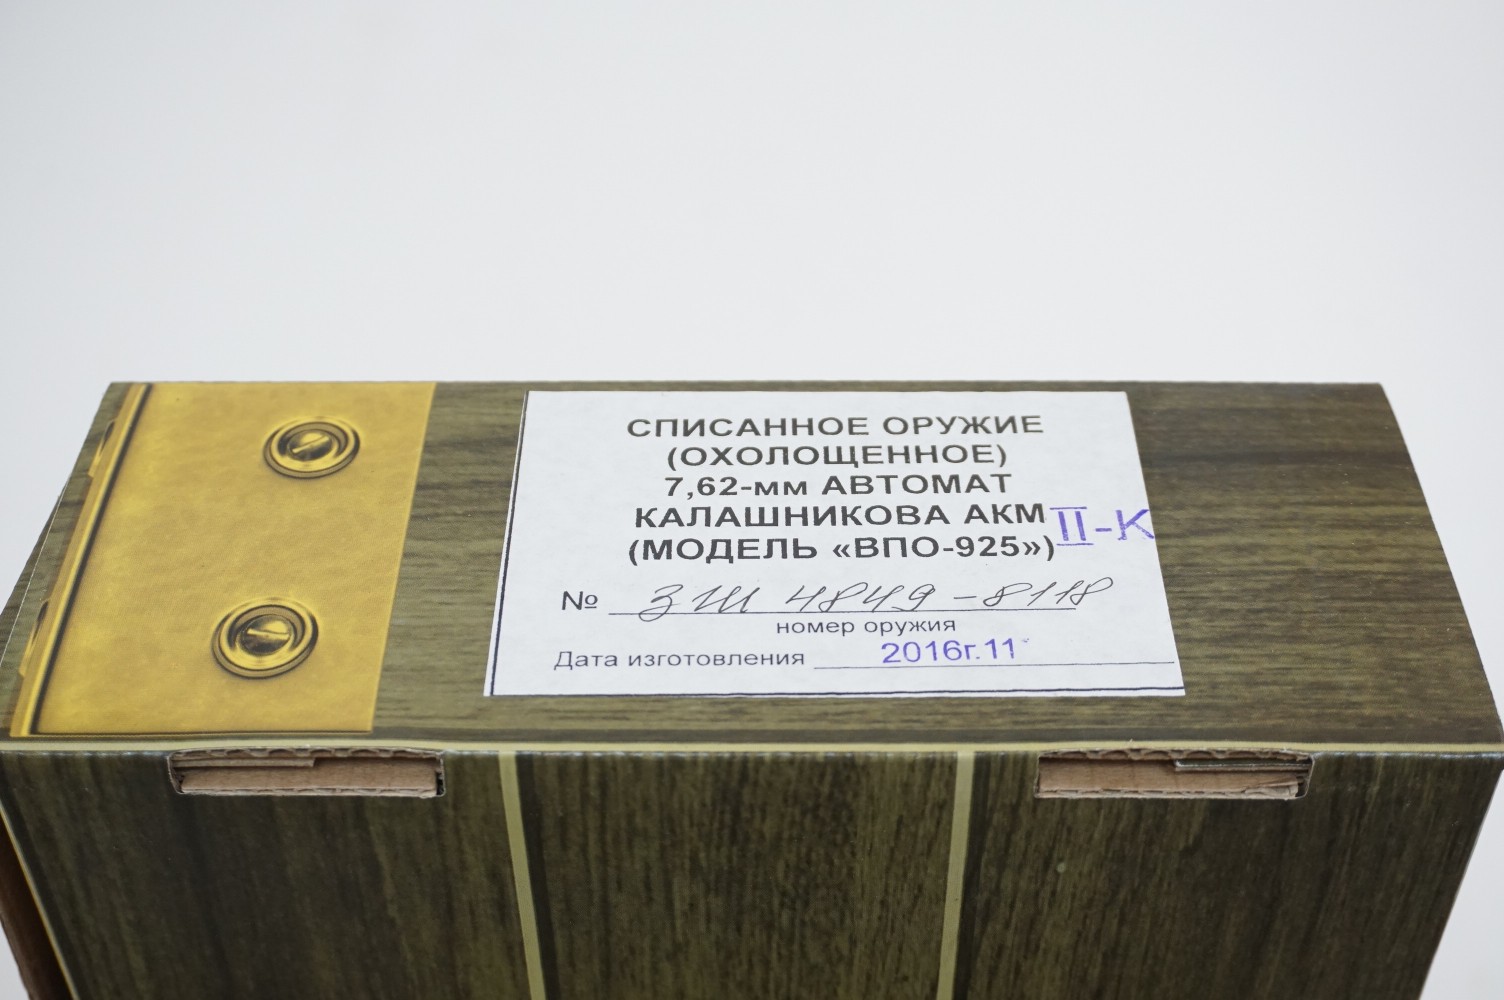 СПИСАННОЕ ОРУЖИЕ
(ОХОЛОЩЕННОЕ)
7,62-мм АВТОМАТ
КАЛАШНИКОВА АКМ II-К
(МОДЕЛЬ «ВПО-925»)
№ ЗШ 4849-8118
номер оружия
Дата изготовления 2016г.11